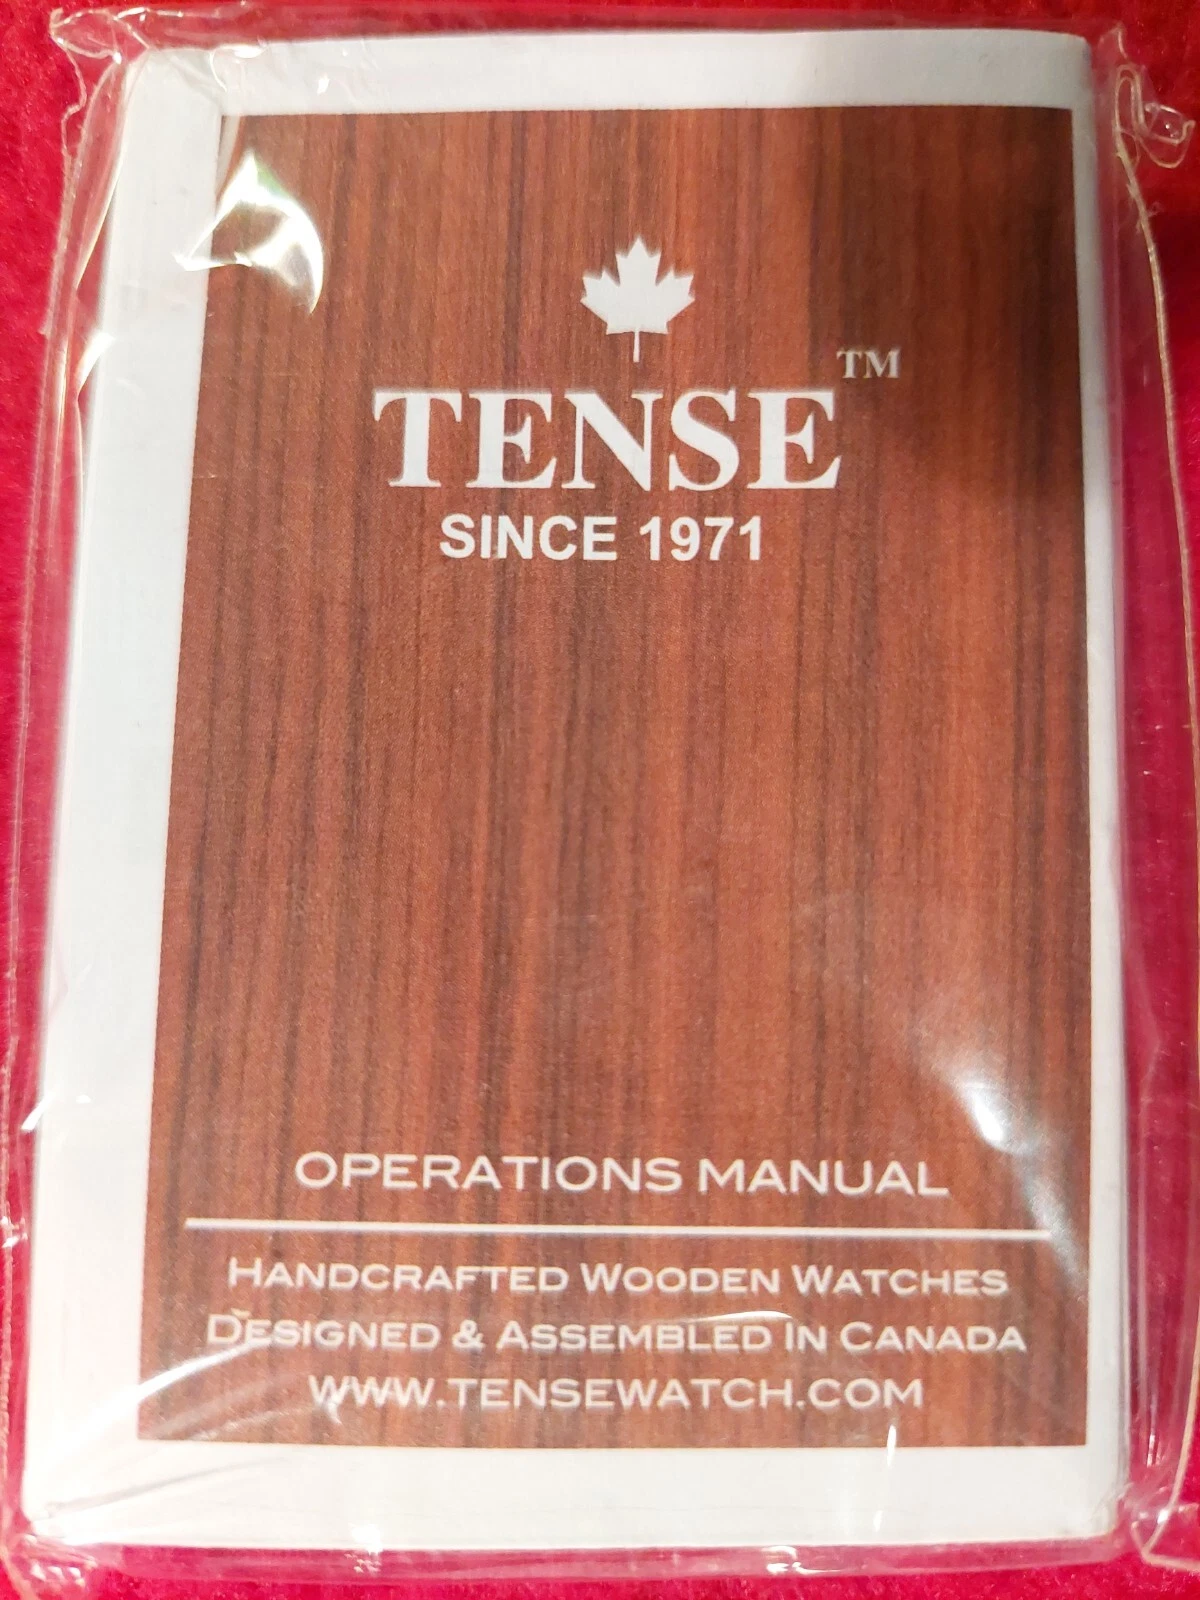 TENSE™
SINCE 1971
OPERATIONS MANUAL
HANDCRAFTED WOODEN WATCHES
DESIGNED & ASSEMBLED IN CANADA
WWW.TENSEWATCH.COM